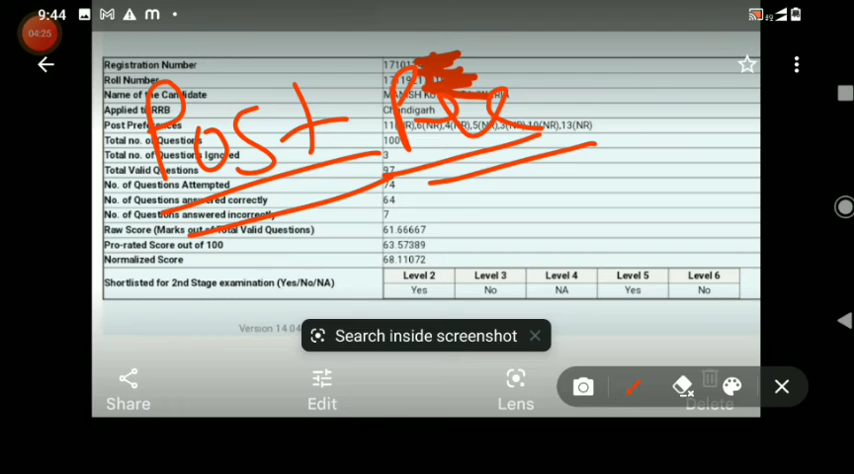 9:44
04:25
Registration Number 17101
Roll Number
Name of the Candidate
Applied to RRB Chandigarh
Post Preferences
Total no. of Questions 100
Total no. of Questions Ignored 3
Total Valid Questions 97
No. of Questions Attempted 74
No. of Questions answered correctly 64
No. of Questions answered incorrectly 7
Raw Score (Marks out of Total Valid Questions) 61.66667
Pro-rated Score out of 100 63.57389
Normalized Score 68.11072
Level 2 Level 3 Level 4 Level 5 Level 6
Shortlisted for 2nd Stage examination (Yes/No/NA) Yes No NA Yes No
Post
Version 14 04
Search inside screenshot
Share Edit Lens Delete